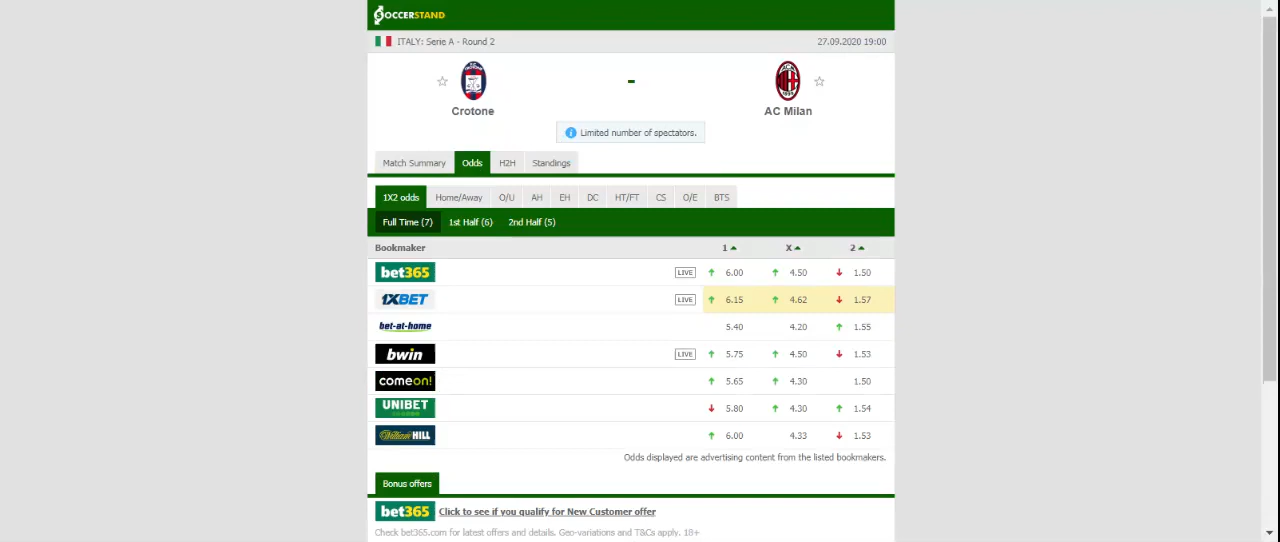 SOCCERSTAND
ITALY: Serie A - Round 2 27.09.2020 19:00
-
Crotone AC Milan
Limited number of spectators.
Match Summary Odds H2H Standings
1X2 odds Home/Away O/U AH EH DC HT/FT CS O/E BTS
Full Time (7) 1st Half (6) 2nd Half (5)
Bookmaker 1 X 2
bet365 LIVE 6.00 4.50 1.50
1XBET LIVE 6.15 4.62 1.57
bet-at-home 5.40 4.20 1.55
bwin LIVE 5.75 4.50 1.53
comeon! 5.65 4.30 1.50
UNIBET 5.80 4.30 1.54
William HILL 6.00 4.33 1.53
Odds displayed are advertising content from the listed bookmakers.
Bonus offers
bet365 Click to see if you qualify for New Customer offer
Check bet365.com for latest offers and details. Geo-variations and T&Cs apply. 18+